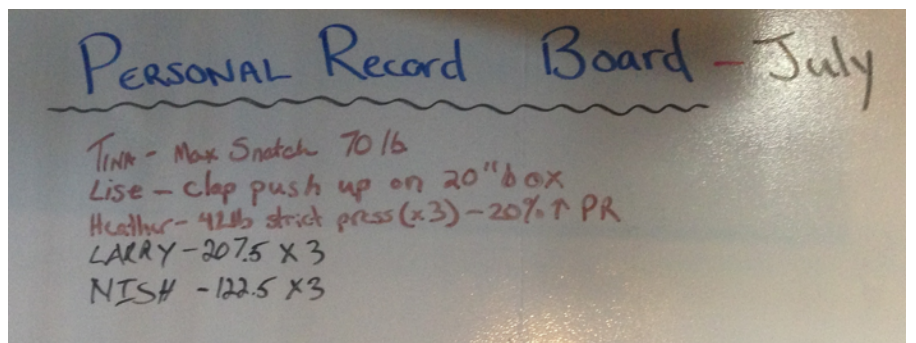 PERSONAL Record Board - July
TINA - Max Snatch 70 lb
Lise - Clap push up on 20" box
Heather - 42lb strict press (x3) - 20% ↑ PR
LARRY - 207.5 x 3
NISH - 122.5 x3